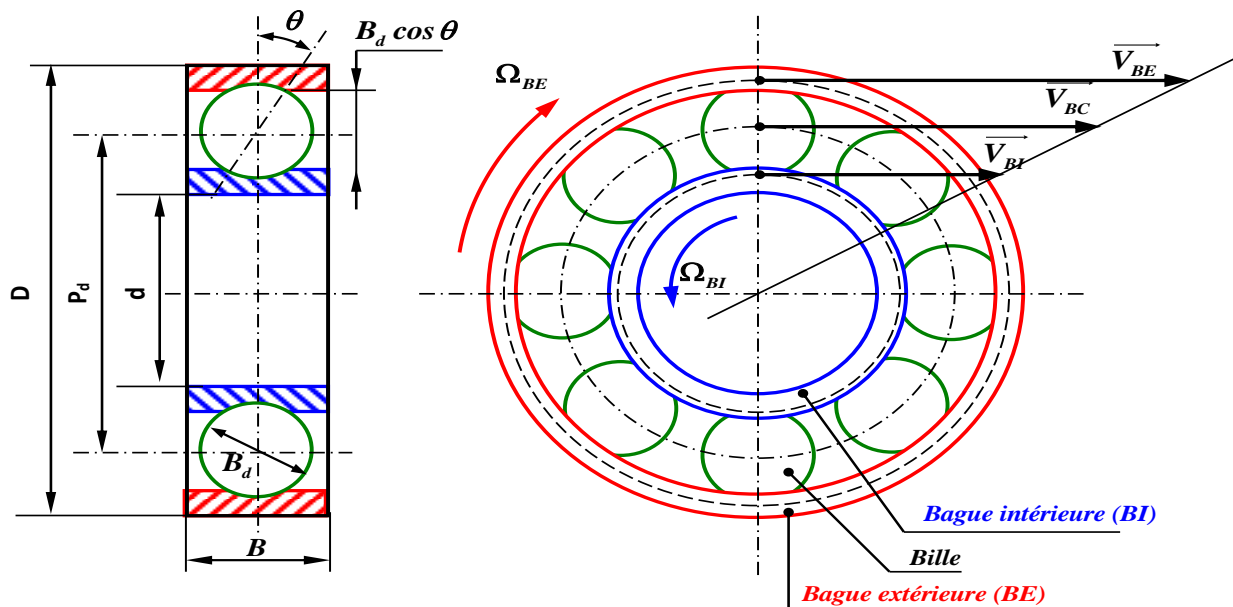 θ
B_d cos θ
D
P_d
d
B_d
B
Ω_BE
V_BE
V_BC
V_BI
Ω_BI
Bague intérieure (BI)
Bille
Bague extérieure (BE)